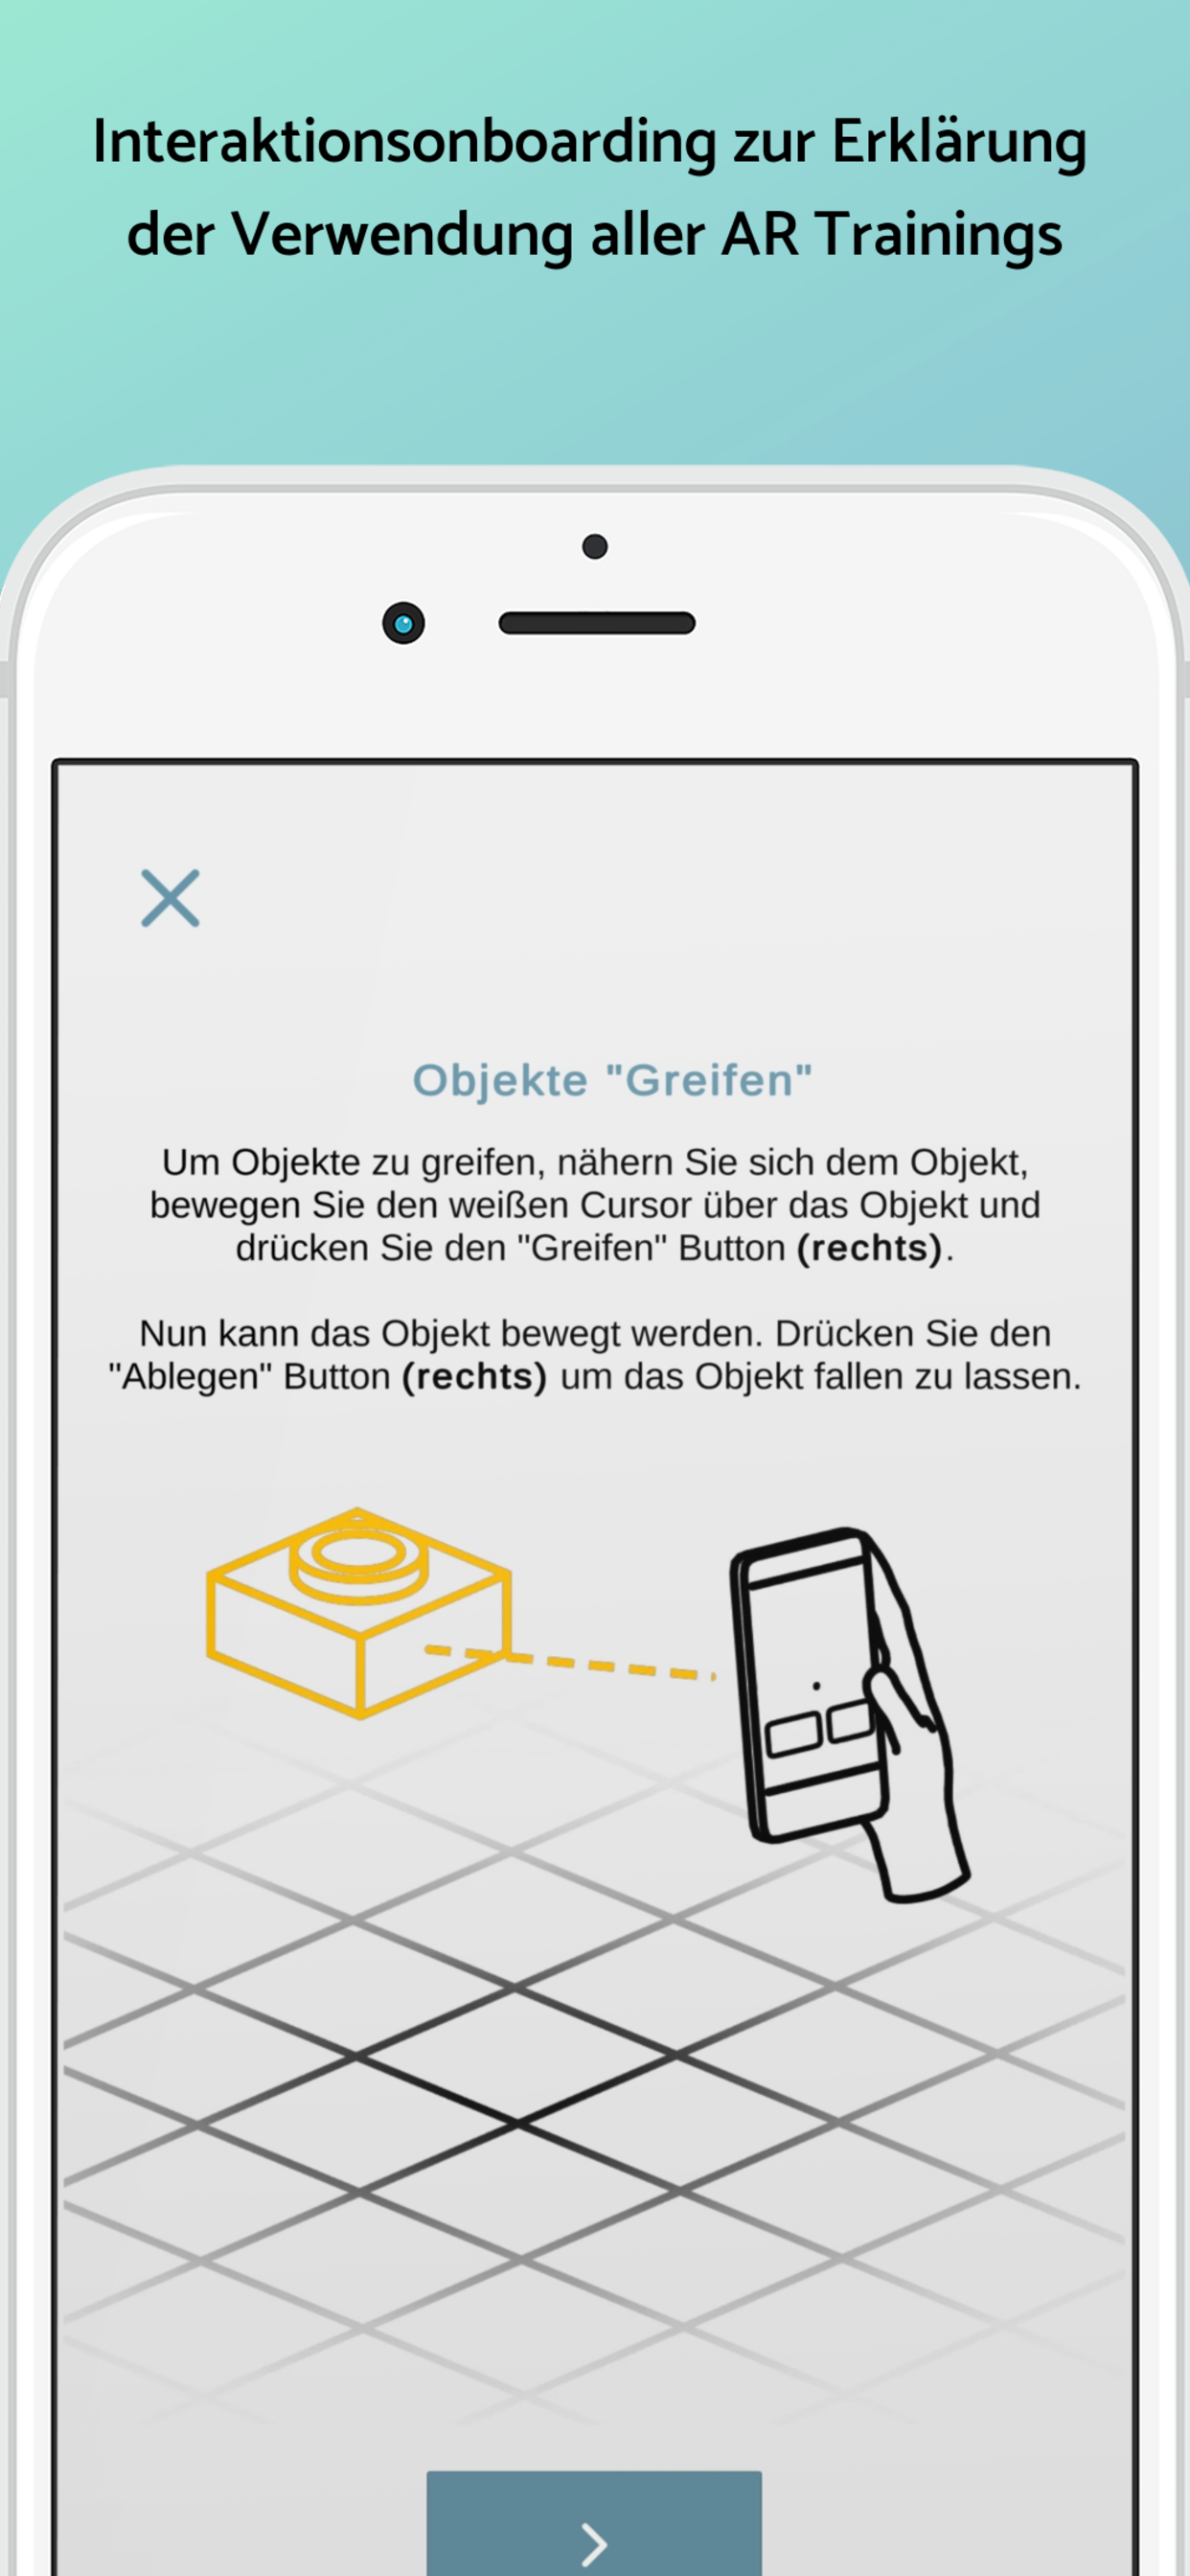 Interaktionsonboarding zur Erklärung
der Verwendung aller AR Trainings
Objekte "Greifen"
Um Objekte zu greifen, nähern Sie sich dem Objekt,
bewegen Sie den weißen Cursor über das Objekt und
drücken Sie den "Greifen" Button (rechts).
Nun kann das Objekt bewegt werden. Drücken Sie den
"Ablegen" Button (rechts) um das Objekt fallen zu lassen.